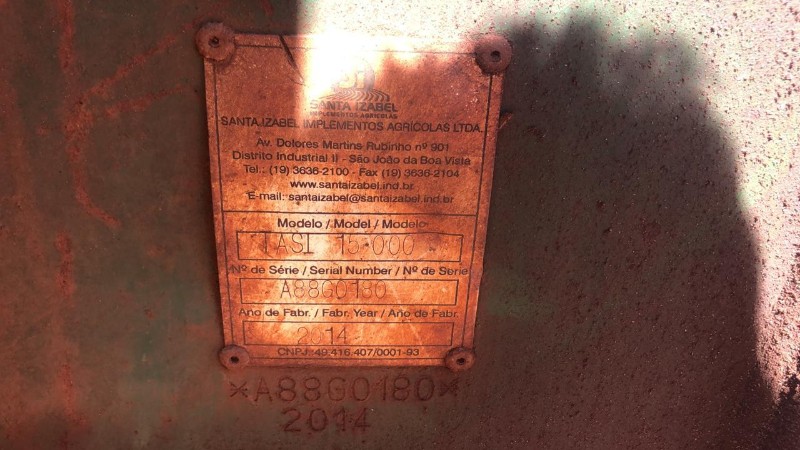 SI
SANTA IZABEL
IMPLEMENTOS AGRÍCOLAS
SANTA IZABEL IMPLEMENTOS AGRÍCOLAS LTDA.
Av. Dolores Martins Rubinho nº 901
Distrito Industrial II - São João da Boa Vista
Tel.: (19) 3636-2100 - Fax (19) 3636-2104
www.santaizabel.ind.br
E-mail: santaizabel@santaizabel.ind.br
Modelo / Model / Modelo
TASI 15.000
Nº de Série / Serial Number / Nº de Serie
A88G0180
Ano de Fabr. / Fabr. Year / Año de Fabr.
2014
CNPJ.: 49.416.407/0001-93
*A88G0180*
2014